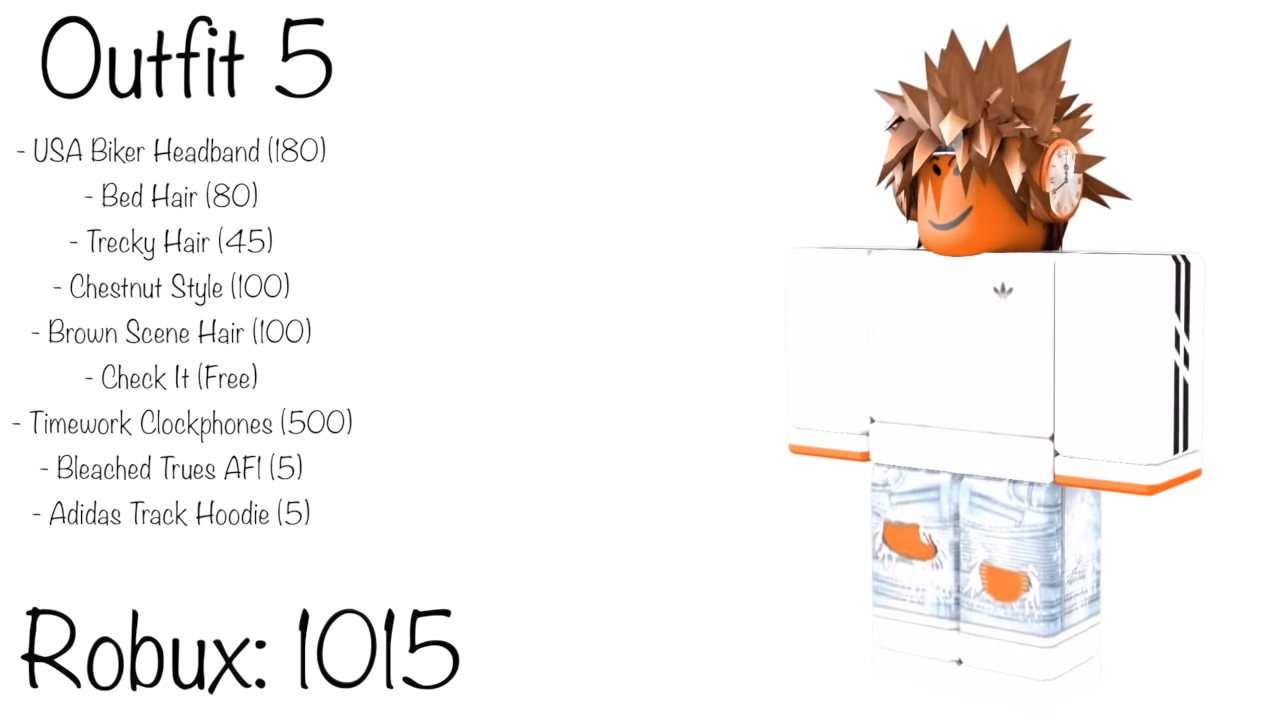 Outfit 5
- USA Biker Headband (180)
- Bed Hair (80)
- Trecky Hair (45)
- Chestnut Style (100)
- Brown Scene Hair (100)
- Check It (Free)
- Timework Clockphones (500)
- Bleached Trues AF1 (5)
- Adidas Track Hoodie (5)
Robux: 1015